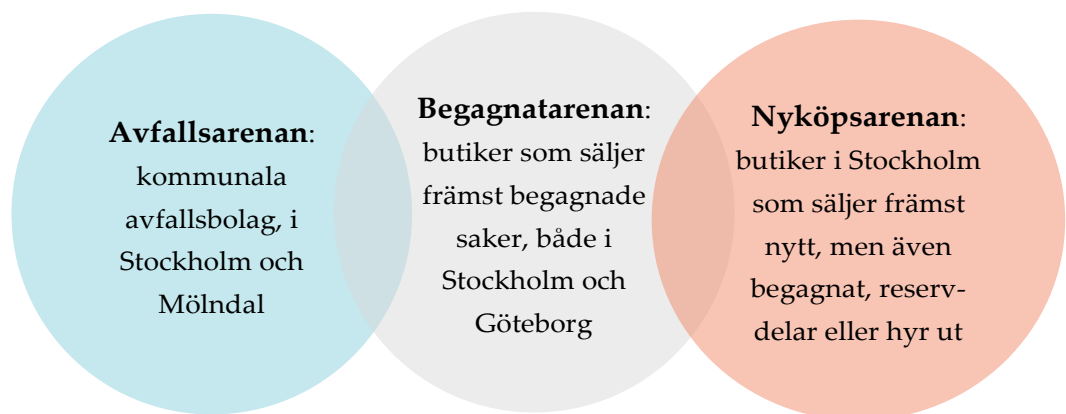 Avfallsarenan:
kommunala
avfallsbolag, i
Stockholm och
Mölndal
Begagnatarenan:
butiker som säljer
främst begagnade
saker, både i
Stockholm och
Göteborg
Nyköpsarenan:
butiker i Stockholm
som säljer främst
nytt, men även
begagnat, reserv-
delar eller hyr ut